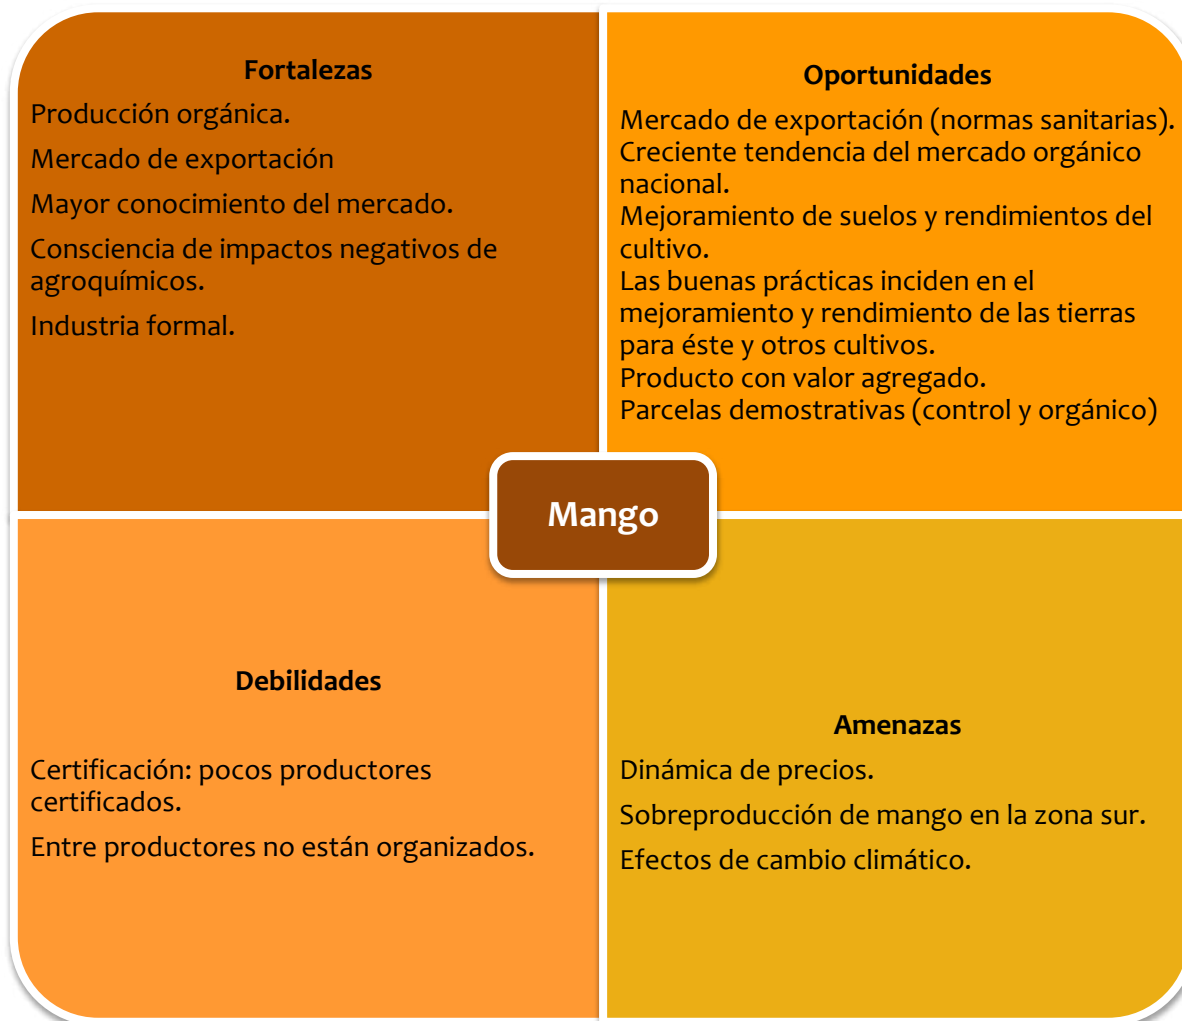 Fortalezas
Producción orgánica.
Mercado de exportación
Mayor conocimiento del mercado.
Consciencia de impactos negativos de
agroquímicos.
Industria formal.
Oportunidades
Mercado de exportación (normas sanitarias).
Creciente tendencia del mercado orgánico
nacional.
Mejoramiento de suelos y rendimientos del
cultivo.
Las buenas prácticas inciden en el
mejoramiento y rendimiento de las tierras
para éste y otros cultivos.
Producto con valor agregado.
Parcelas demostrativas (control y orgánico)
Mango
Debilidades
Certificación: pocos productores
certificados.
Entre productores no están organizados.
Amenazas
Dinámica de precios.
Sobreproducción de mango en la zona sur.
Efectos de cambio climático.